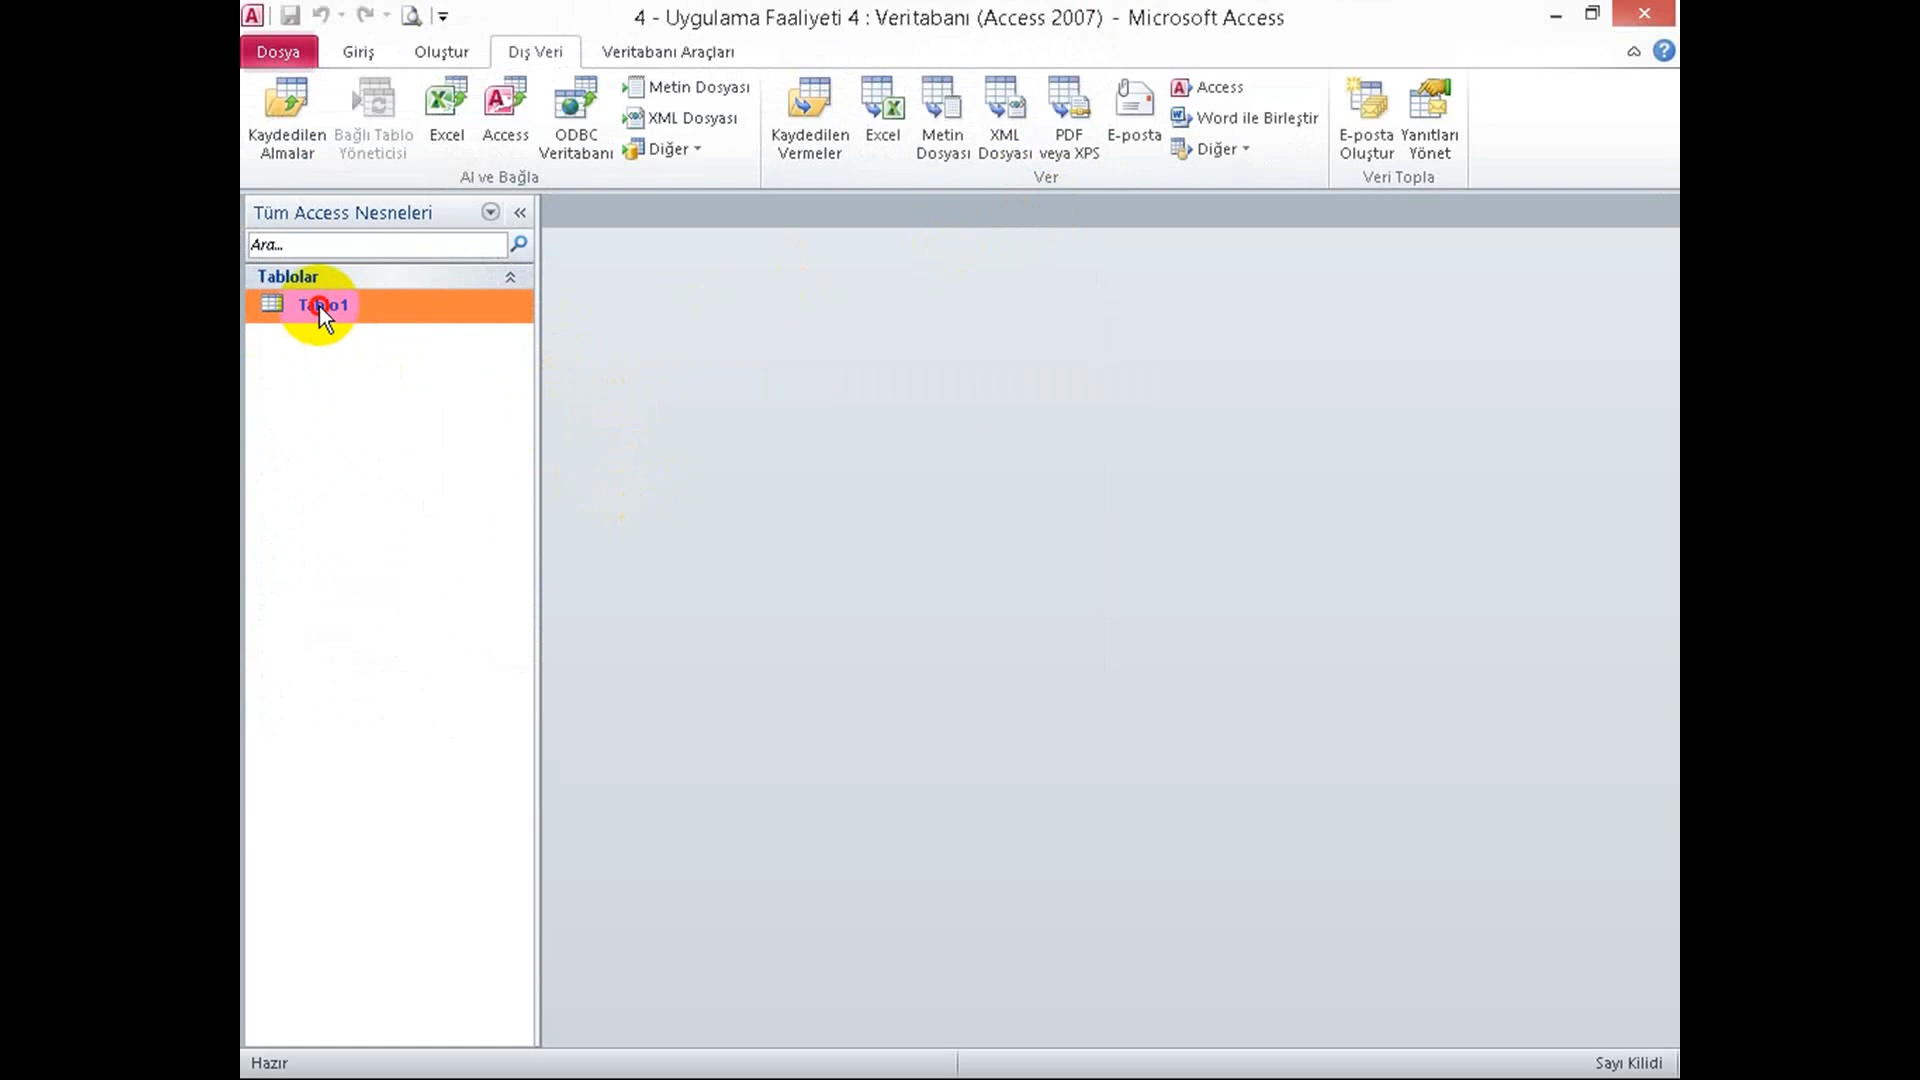 4 - Uygulama Faaliyeti 4 : Veritabanı (Access 2007) - Microsoft Access
Dosya Giriş Oluştur Dış Veri Veritabanı Araçları
Kaydedilen Almalar
Bağlı Tablo Yöneticisi
Excel
Access
ODBC Veritabanı
Metin Dosyası
XML Dosyası
Diğer
Al ve Bağla
Kaydedilen Vermeler
Excel
Metin Dosyası
XML Dosyası
PDF veya XPS
E-posta
Access
Word ile Birleştir
Diğer
Ver
E-posta Oluştur
Yanıtları Yönet
Veri Topla
Tüm Access Nesneleri
Ara...
Tablolar
Tablo1
Hazır
Sayı Kilidi